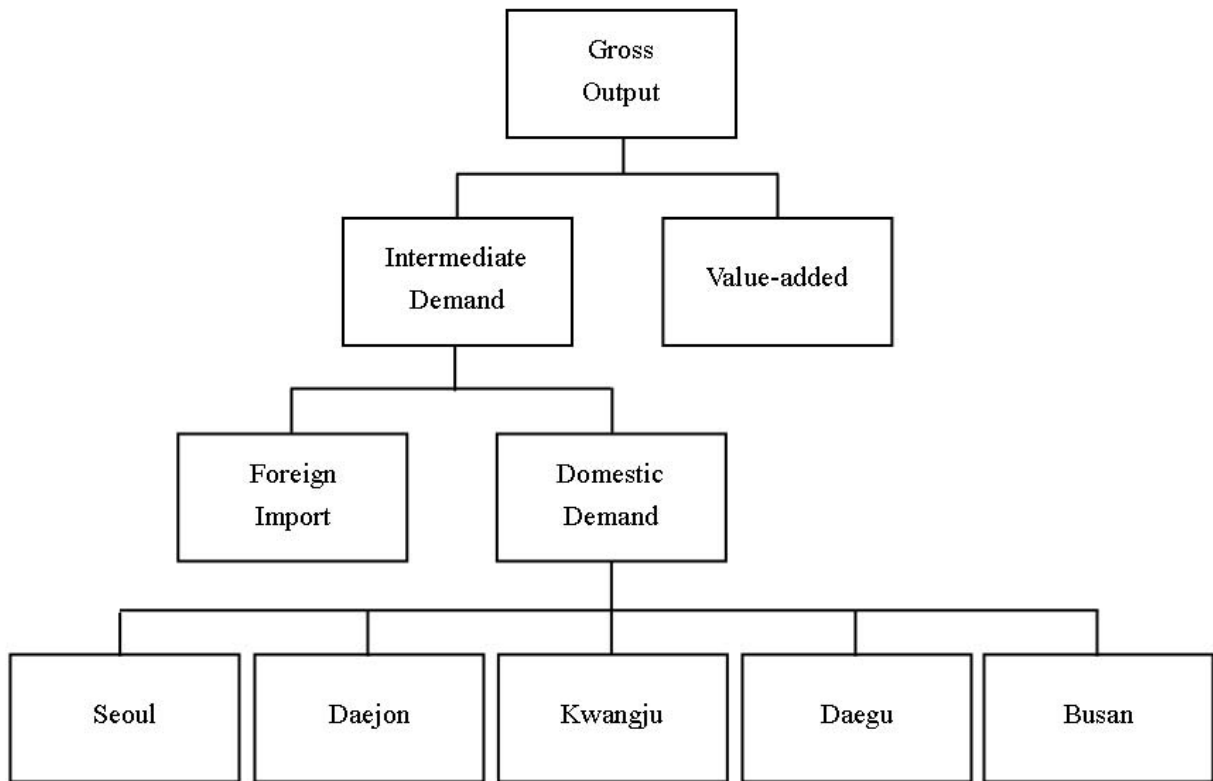 Gross
Output
Intermediate
Demand
Value-added
Foreign
Import
Domestic
Demand
Seoul
Daejon
Kwangju
Daegu
Busan